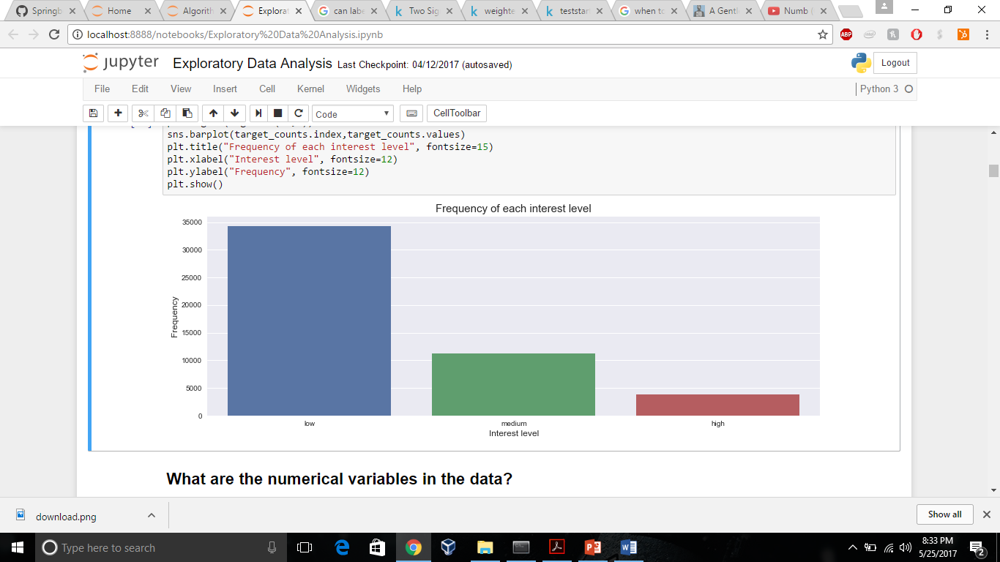 Springb
Home
Algorith
Explorat
can labe
Two Sig
weighte
teststar
when to
A Gentl
Numb (
localhost:8888/notebooks/Exploratory%20Data%20Analysis.ipynb
ABP
jupyter Exploratory Data Analysis Last Checkpoint: 04/12/2017 (autosaved)
Logout
File Edit View Insert Cell Kernel Widgets Help
Python 3
Code
CellToolbar
sns.barplot(target_counts.index,target_counts.values)
plt.title("Frequency of each interest level", fontsize=15)
plt.xlabel("Interest level", fontsize=12)
plt.ylabel("Frequency", fontsize=12)
plt.show()
Frequency of each interest level
35000
30000
25000
20000
15000
10000
5000
0
Frequency
low medium high
Interest level
What are the numerical variables in the data?
download.png
Show all
Type here to search
8:33 PM
5/25/2017
2